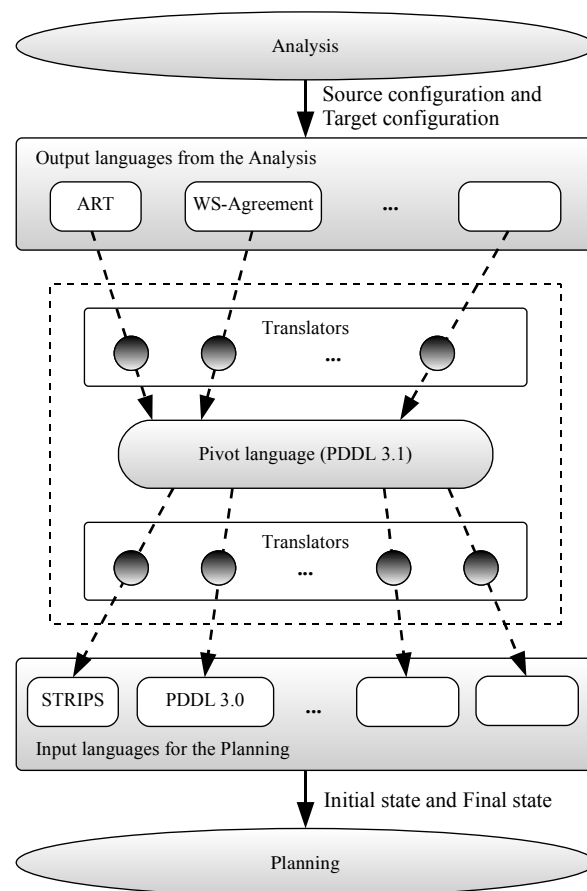 Analysis
Source configuration and
Target configuration
Output languages from the Analysis
ART
WS-Agreement
...
Translators
...
Pivot language (PDDL 3.1)
Translators
...
STRIPS
PDDL 3.0
...
Input languages for the Planning
Initial state and Final state
Planning